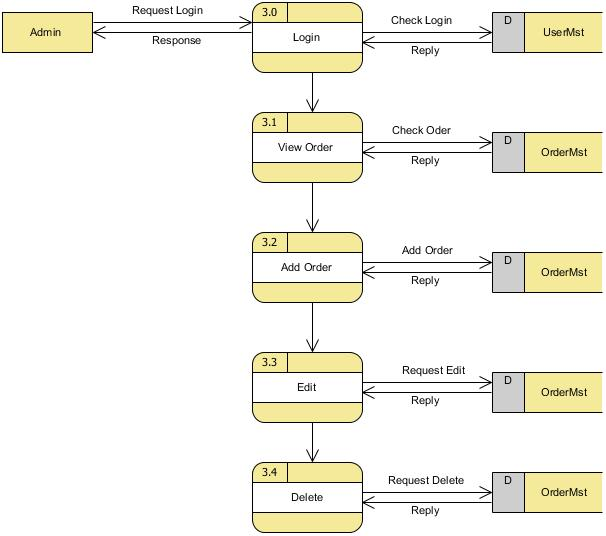 Request Login
Response
Admin
3.0
Login
Check Login
Reply
D
UserMst
3.1
View Order
Check Oder
Reply
D
OrderMst
3.2
Add Order
Add Order
Reply
D
OrderMst
3.3
Edit
Request Edit
Reply
D
OrderMst
3.4
Delete
Request Delete
Reply
D
OrderMst